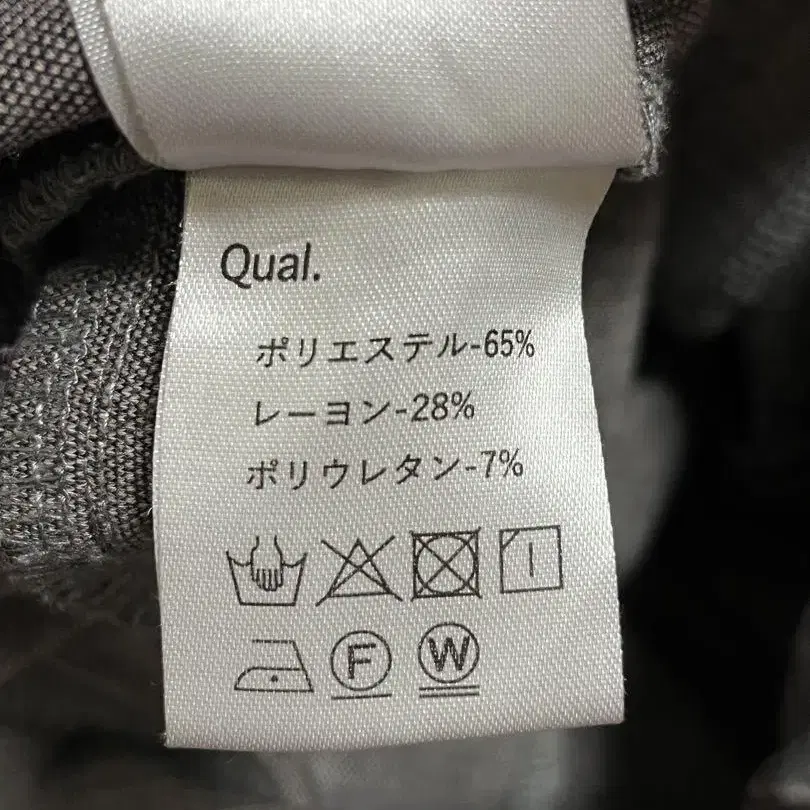 Qual.
ポリエステル-65%
レーヨン-28%
ポリウレタン-7%
F
W